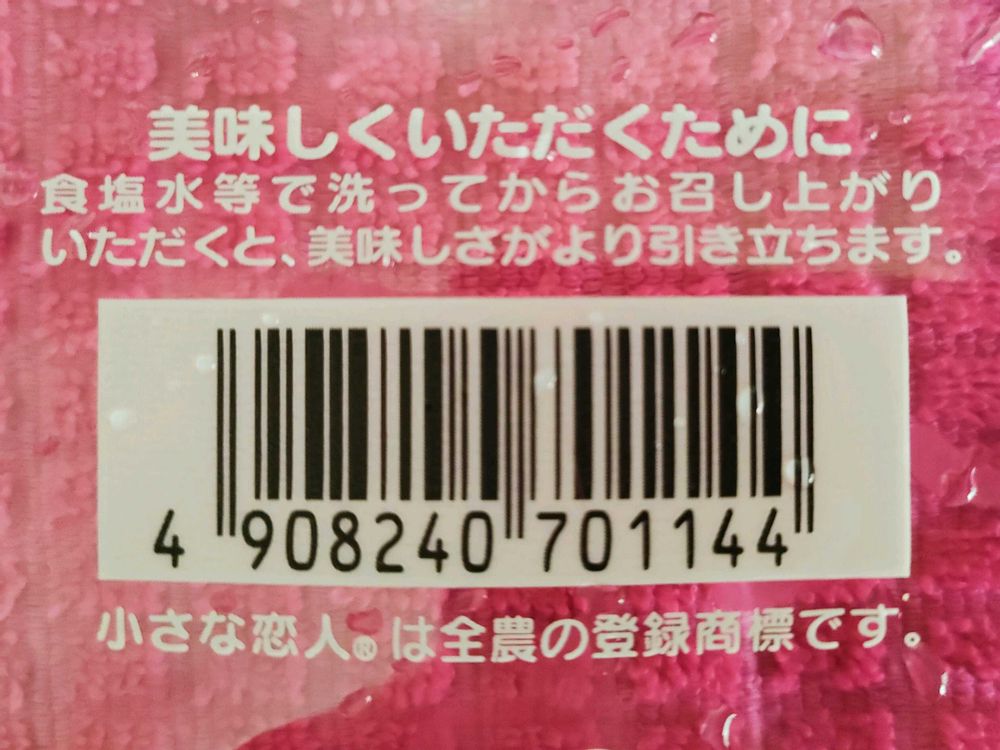 美味しくいただくために
食塩水等で洗ってからお召し上がり
いただくと、美味しさがより引き立ちます。
4 908240 701144
小さな恋人®は全農の登録商標です。